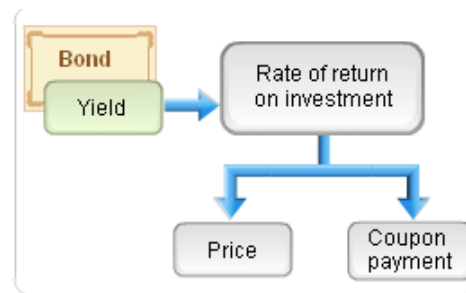 Bond
Yield
Rate of return
on investment
Price
Coupon
payment